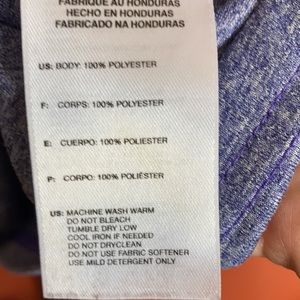 FABRIQUÉ AU HONDURAS
HECHO EN HONDURAS
FABRICADO NA HONDURAS
US: BODY: 100% POLYESTER
F: CORPS: 100% POLYESTER
E: CUERPO: 100% POLIESTER
P: CORPO: 100% POLIÉSTER
US: MACHINE WASH WARM
DO NOT BLEACH
TUMBLE DRY LOW
COOL IRON IF NEEDED
DO NOT DRYCLEAN
DO NOT USE FABRIC SOFTENER
USE MILD DETERGENT ONLY